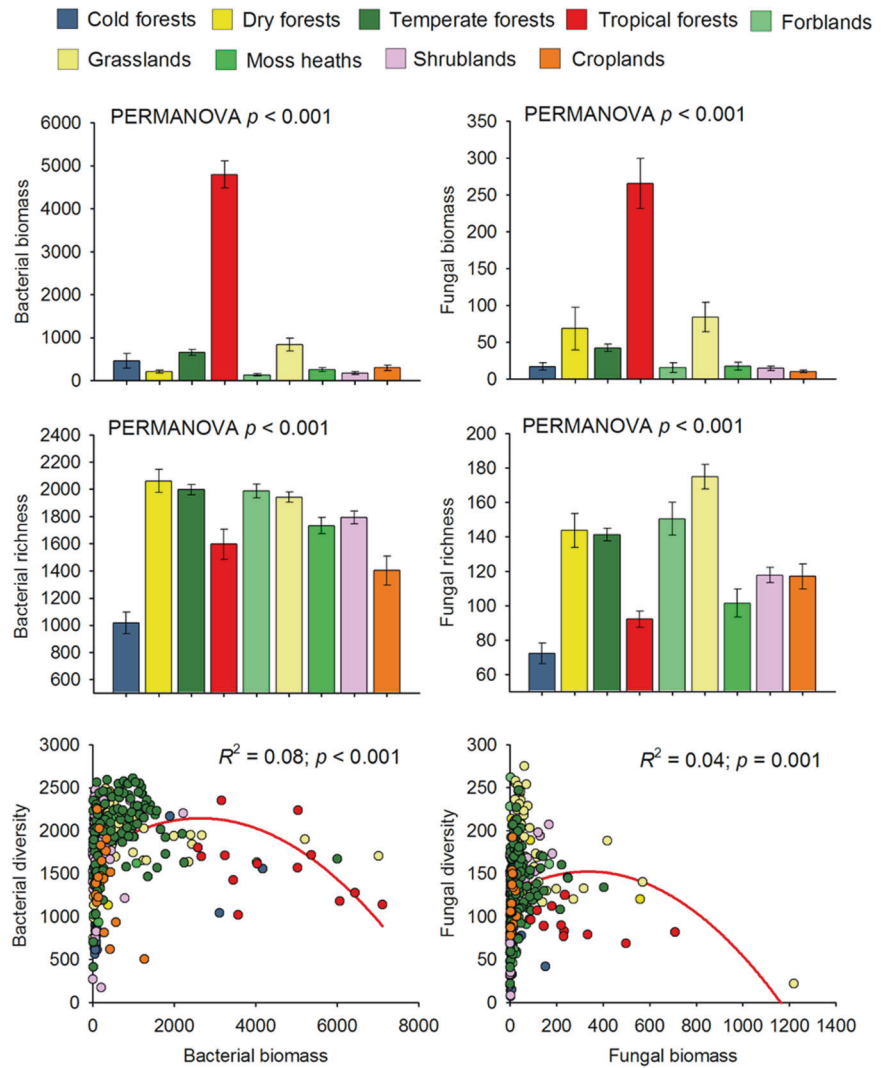 Cold forests Dry forests Temperate forests Tropical forests Forblands
Grasslands Moss heaths Shrublands Croplands
PERMANOVA p < 0.001
6000
5000
4000
3000
2000
1000
0
Bacterial biomass
PERMANOVA p < 0.001
350
300
250
200
150
100
50
0
Fungal biomass
PERMANOVA p < 0.001
2400
2200
2000
1800
1600
1400
1200
1000
800
600
Bacterial richness
PERMANOVA p < 0.001
200
180
160
140
120
100
80
60
Fungal richness
R² = 0.08; p < 0.001
3000
2500
2000
1500
1000
500
0
Bacterial diversity
0 2000 4000 6000 8000
Bacterial biomass
R² = 0.04; p = 0.001
300
250
200
150
100
50
0
Fungal diversity
0 200 400 600 800 1000 1200 1400
Fungal biomass